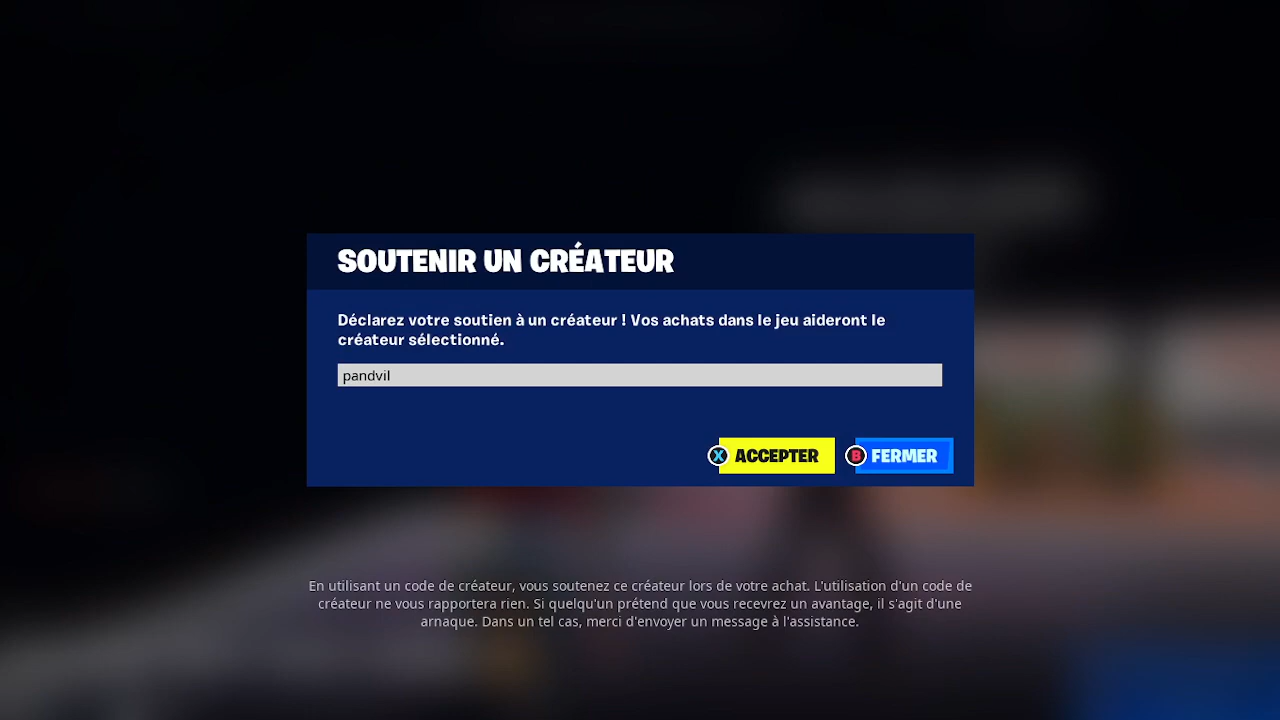 SOUTENIR UN CRÉATEUR
Déclarez votre soutien à un créateur ! Vos achats dans le jeu aideront le
créateur sélectionné.
pandvil
X ACCEPTER B FERMER
En utilisant un code de créateur, vous soutenez ce créateur lors de votre achat. L'utilisation d'un code de
créateur ne vous rapportera rien. Si quelqu'un prétend que vous recevrez un avantage, il s'agit d'une
arnaque. Dans un tel cas, merci d'envoyer un message à l'assistance.